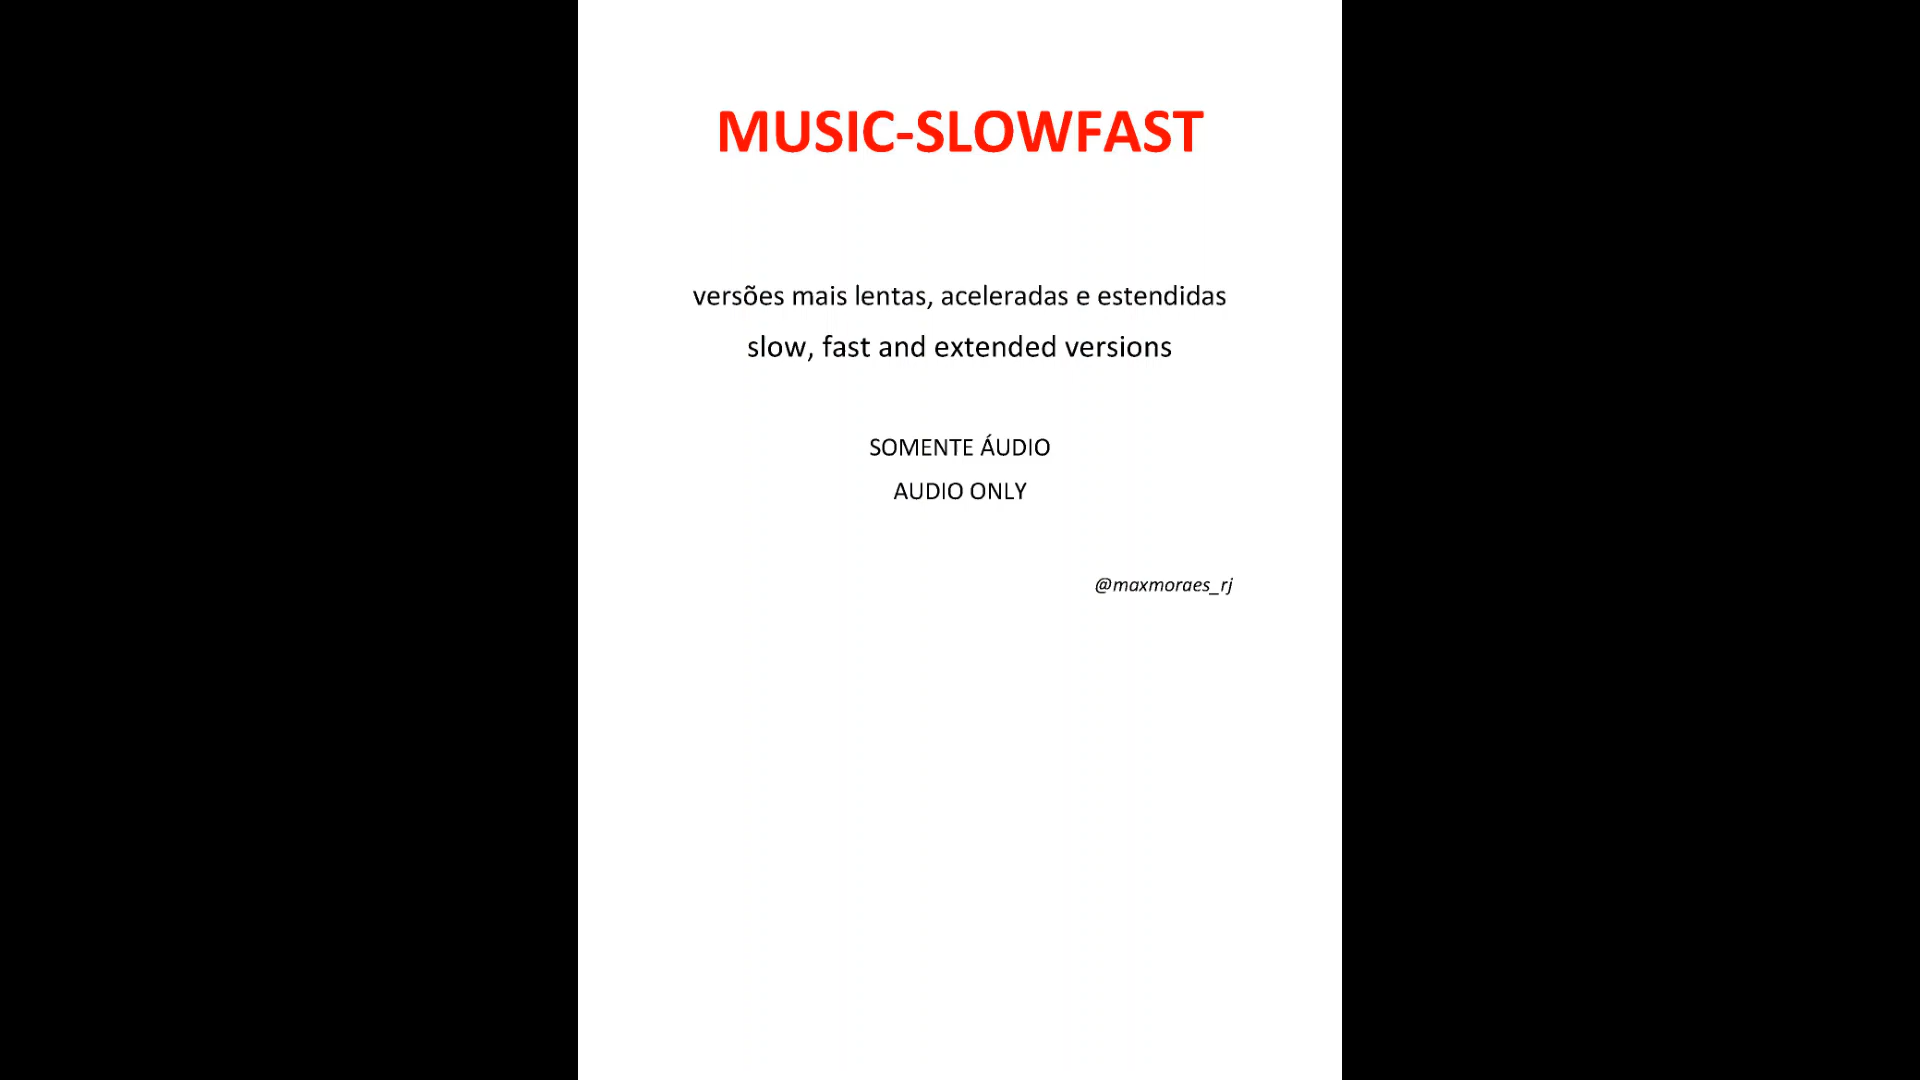 MUSIC-SLOWFAST
versões mais lentas, aceleradas e estendidas
slow, fast and extended versions
SOMENTE ÁUDIO
AUDIO ONLY
@maxmoraes_rj